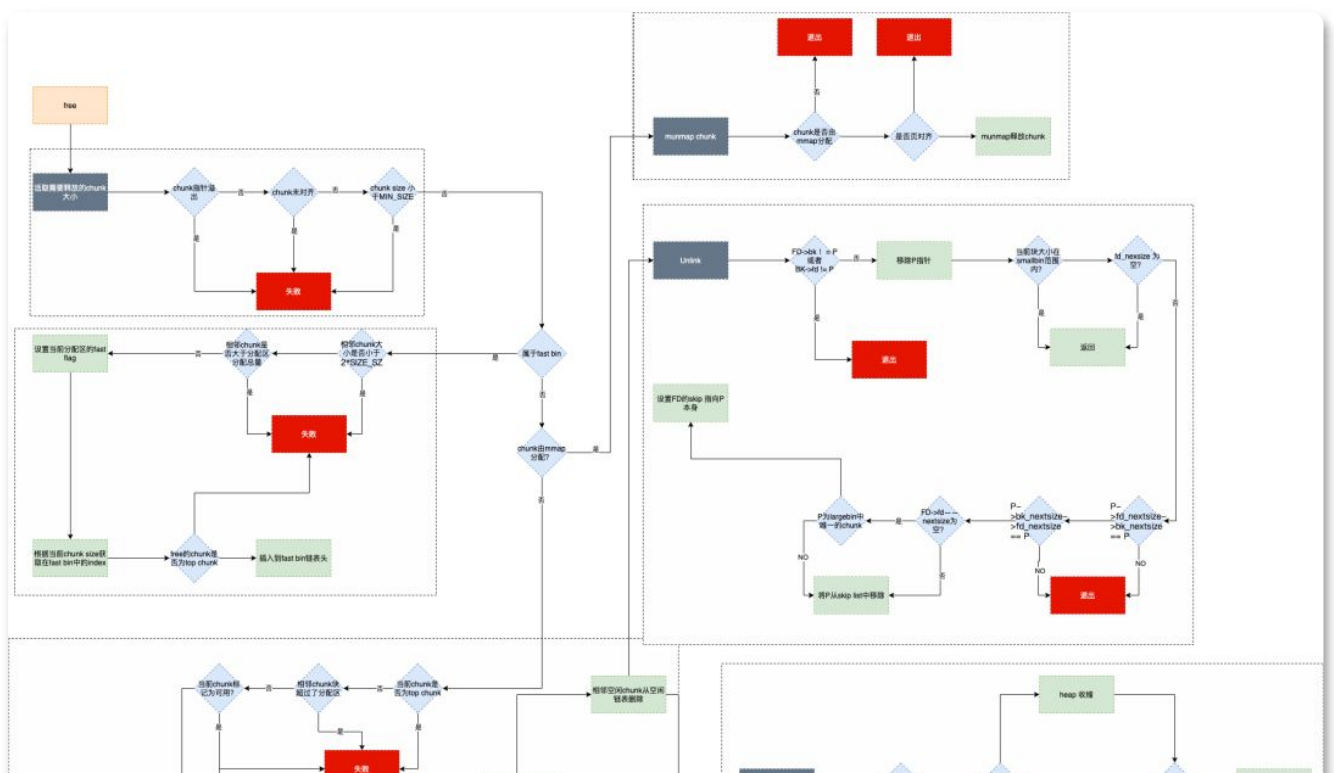 退出
退出
free
否
munmap chunk
chunk是否由
mmap分配
是否页对齐
munmap释放chunk
获取需要释放的chunk
大小
chunk指针溢
出
否
chunk未对齐
否
chunk size 小
于MIN_SIZE
否
是
是
是
失败
Unlink
FD->bk ! = P
或者
BK->fd != P
否
移除P指针
当前块大小在
smallbin范围
内?
fd_nexsize 为
空?
否
是
是
是
退出
返回
设置当前分配区的fast
flag
否
相邻chunk是
否大于分配区
分配总量
相邻chunk大
小是否小于
2*SIZE_SZ
是
属于fast bin
是
是
否
失败
设置FD的skip 指向P
本身
chunk由mmap
分配?
是
否
P为largebin中
唯一的chunk
是
FD->fd——
nextsize为
空?
P–
>bk_nextsize–
>fd_nextsize
== P
P–
>fd_nextsize–
>bk_nextsize
== P
NO
否
NO
NO
根据当前chunk size获
取在fast bin中的index
free的chunk是
否为top chunk
插入到fast bin链表头
将P从skip list中移除
退出
当前chunk标
记为可用?
否
相邻chunk块
超过了分配区
否
当前chunk是
否为top chunk
相邻空闲chunk从空闲
链表删除
heap 收缩
是
是
是
失败